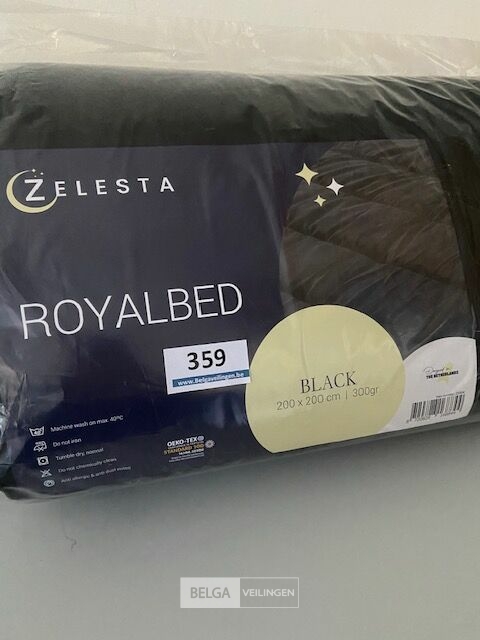 ZELESTA
ROYALBED
359
www.Belgaveilingen.be
BLACK
200 x 200 cm | 300gr
Designed in
THE NETHERLANDS
Machine wash on max. 40ºC
Do not iron
Tumble dry, normal
Do not chemically clean
Anti allergic & anti dust mites
OEKO-TEX
STANDARD 100
BELGA VEILINGEN